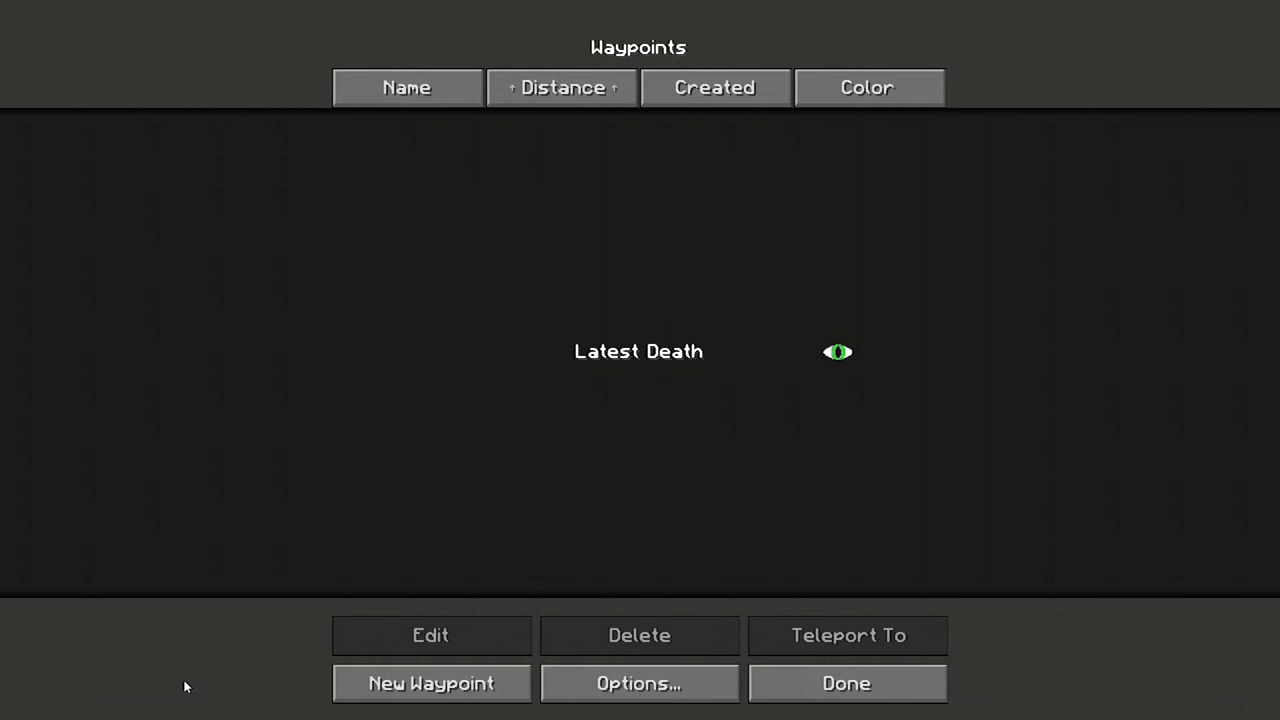 Waypoints
Name ↑ Distance ↑ Created Color
Latest Death
Edit Delete Teleport To
New Waypoint Options... Done